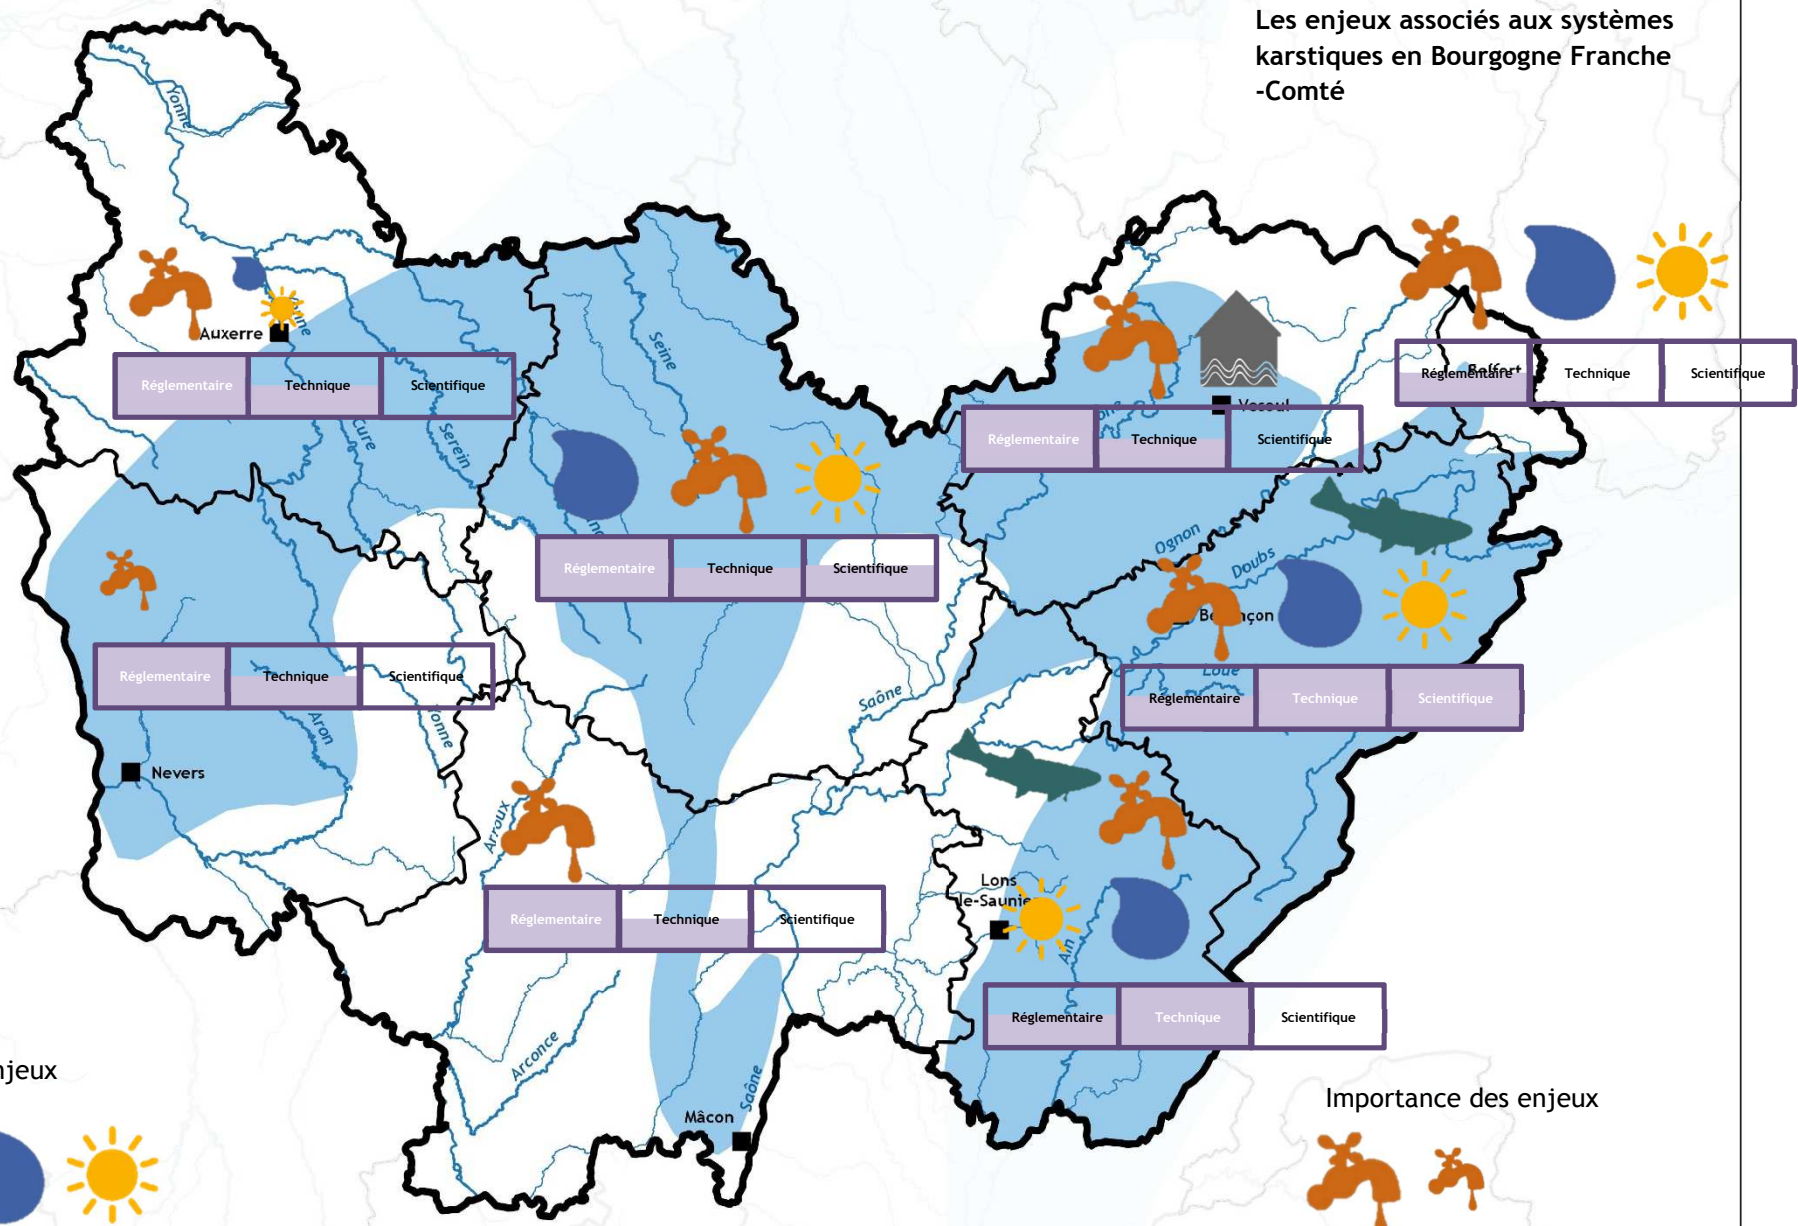 Les enjeux associés aux systèmes
karstiques en Bourgogne Franche
-Comté
Yonne
Auxerre
Réglementaire
Technique
Scientifique
Cure
Serein
Seine
Réglementaire
Technique
Scientifique
Vesoul
Réglementaire
Technique
Scientifique
Belfort
Réglementaire
Technique
Scientifique
Ognon
Doubs
Loue
Réglementaire
Technique
Scientifique
Réglementaire
Technique
Scientifique
Aron
Yonne
Nevers
Saône
Arroux
Réglementaire
Technique
Scientifique
Lons
le-Saunie
Ain
Réglementaire
Technique
Scientifique
Arconce
Saône
Mâcon
njeux
Importance des enjeux